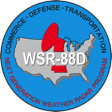 COMMERCE · DEFENSE · TRANSPORTATION
WSR-88D
NEXT GENERATION WEATHER RADAR PROGRAM